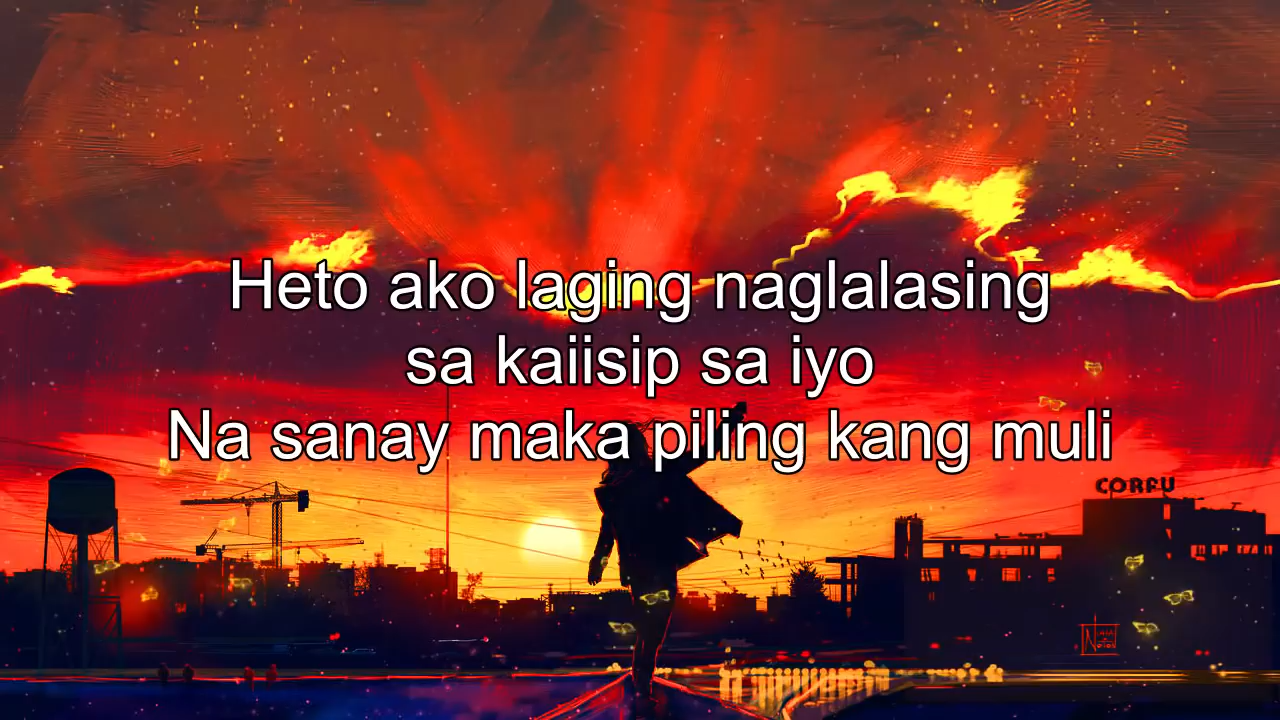 Heto ako laging naglalasing
sa kaiisip sa iyo
Na sanay maka piling kang muli
CORFU